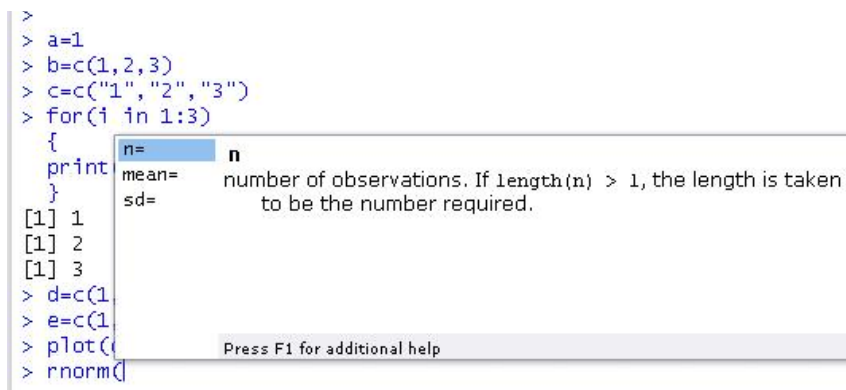 >
> a=1
> b=c(1,2,3)
> c=c("1","2","3")
> for(i in 1:3)
{
print
}
[1] 1
[1] 2
[1] 3
> d=c(1,
> e=c(1,
> plot(
> rnorm(
n=
mean=
sd=
n
number of observations. If length(n) > 1, the length is taken
to be the number required.
Press F1 for additional help